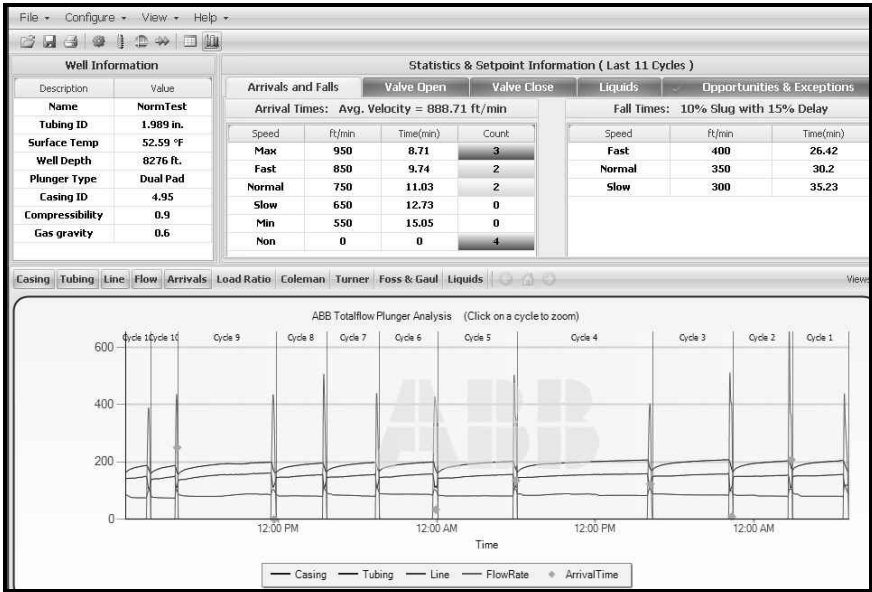 File Configure View Help
Well Information
Description Value
Name NormTest
Tubing ID 1.989 in.
Surface Temp 52.59 °F
Well Depth 8276 ft.
Plunger Type Dual Pad
Casing ID 4.95
Compressibility 0.9
Gas gravity 0.6
Statistics & Setpoint Information ( Last 11 Cycles )
Arrivals and Falls Valve Open Valve Close Liquids Opportunities & Exceptions
Arrival Times: Avg. Velocity = 888.71 ft/min
Speed ft/min Time(min) Count
Max 950 8.71 3
Fast 850 9.74 2
Normal 750 11.03 2
Slow 650 12.73 0
Min 550 15.05 0
Non 0 0 4
Fall Times: 10% Slug with 15% Delay
Speed ft/min Time(min)
Fast 400 26.42
Normal 350 30.2
Slow 300 35.23
Casing Tubing Line Flow Arrivals Load Ratio Coleman Turner Foss & Gaul Liquids Views
ABB Totalflow Plunger Analysis (Click on a cycle to zoom)
Cycle 10 Cycle 9 Cycle 8 Cycle 7 Cycle 6 Cycle 5 Cycle 4 Cycle 3 Cycle 2 Cycle 1
600
400
200
0
ABB
12:00 PM 12:00 AM 12:00 PM 12:00 AM
Time
Casing Tubing Line FlowRate ArrivalTime